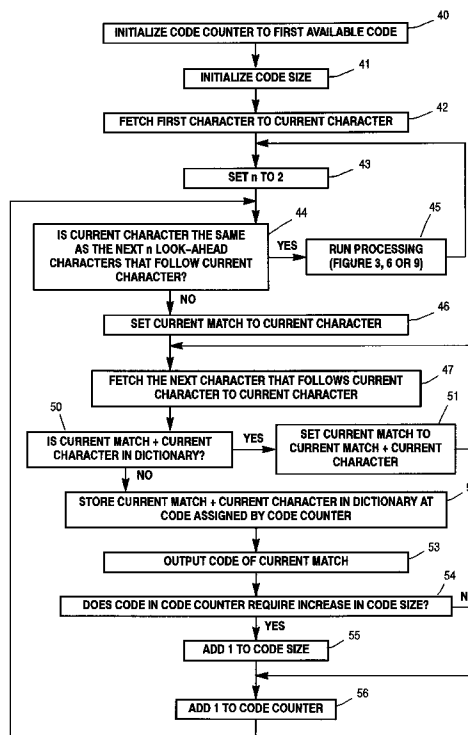 40
INITIALIZE CODE COUNTER TO FIRST AVAILABLE CODE
41
INITIALIZE CODE SIZE
42
FETCH FIRST CHARACTER TO CURRENT CHARACTER
43
SET n TO 2
44
IS CURRENT CHARACTER THE SAME
AS THE NEXT n LOOK-AHEAD
CHARACTERS THAT FOLLOW CURRENT
CHARACTER?
YES
45
RUN PROCESSING
(FIGURE 3, 6 OR 9)
NO
46
SET CURRENT MATCH TO CURRENT CHARACTER
47
FETCH THE NEXT CHARACTER THAT FOLLOWS CURRENT
CHARACTER TO CURRENT CHARACTER
50
IS CURRENT MATCH + CURRENT
CHARACTER IN DICTIONARY?
YES
51
SET CURRENT MATCH TO
CURRENT MATCH + CURRENT
CHARACTER
NO
STORE CURRENT MATCH + CURRENT CHARACTER IN DICTIONARY AT
CODE ASSIGNED BY CODE COUNTER
53
OUTPUT CODE OF CURRENT MATCH
54
DOES CODE IN CODE COUNTER REQUIRE INCREASE IN CODE SIZE?
YES
55
ADD 1 TO CODE SIZE
56
ADD 1 TO CODE COUNTER